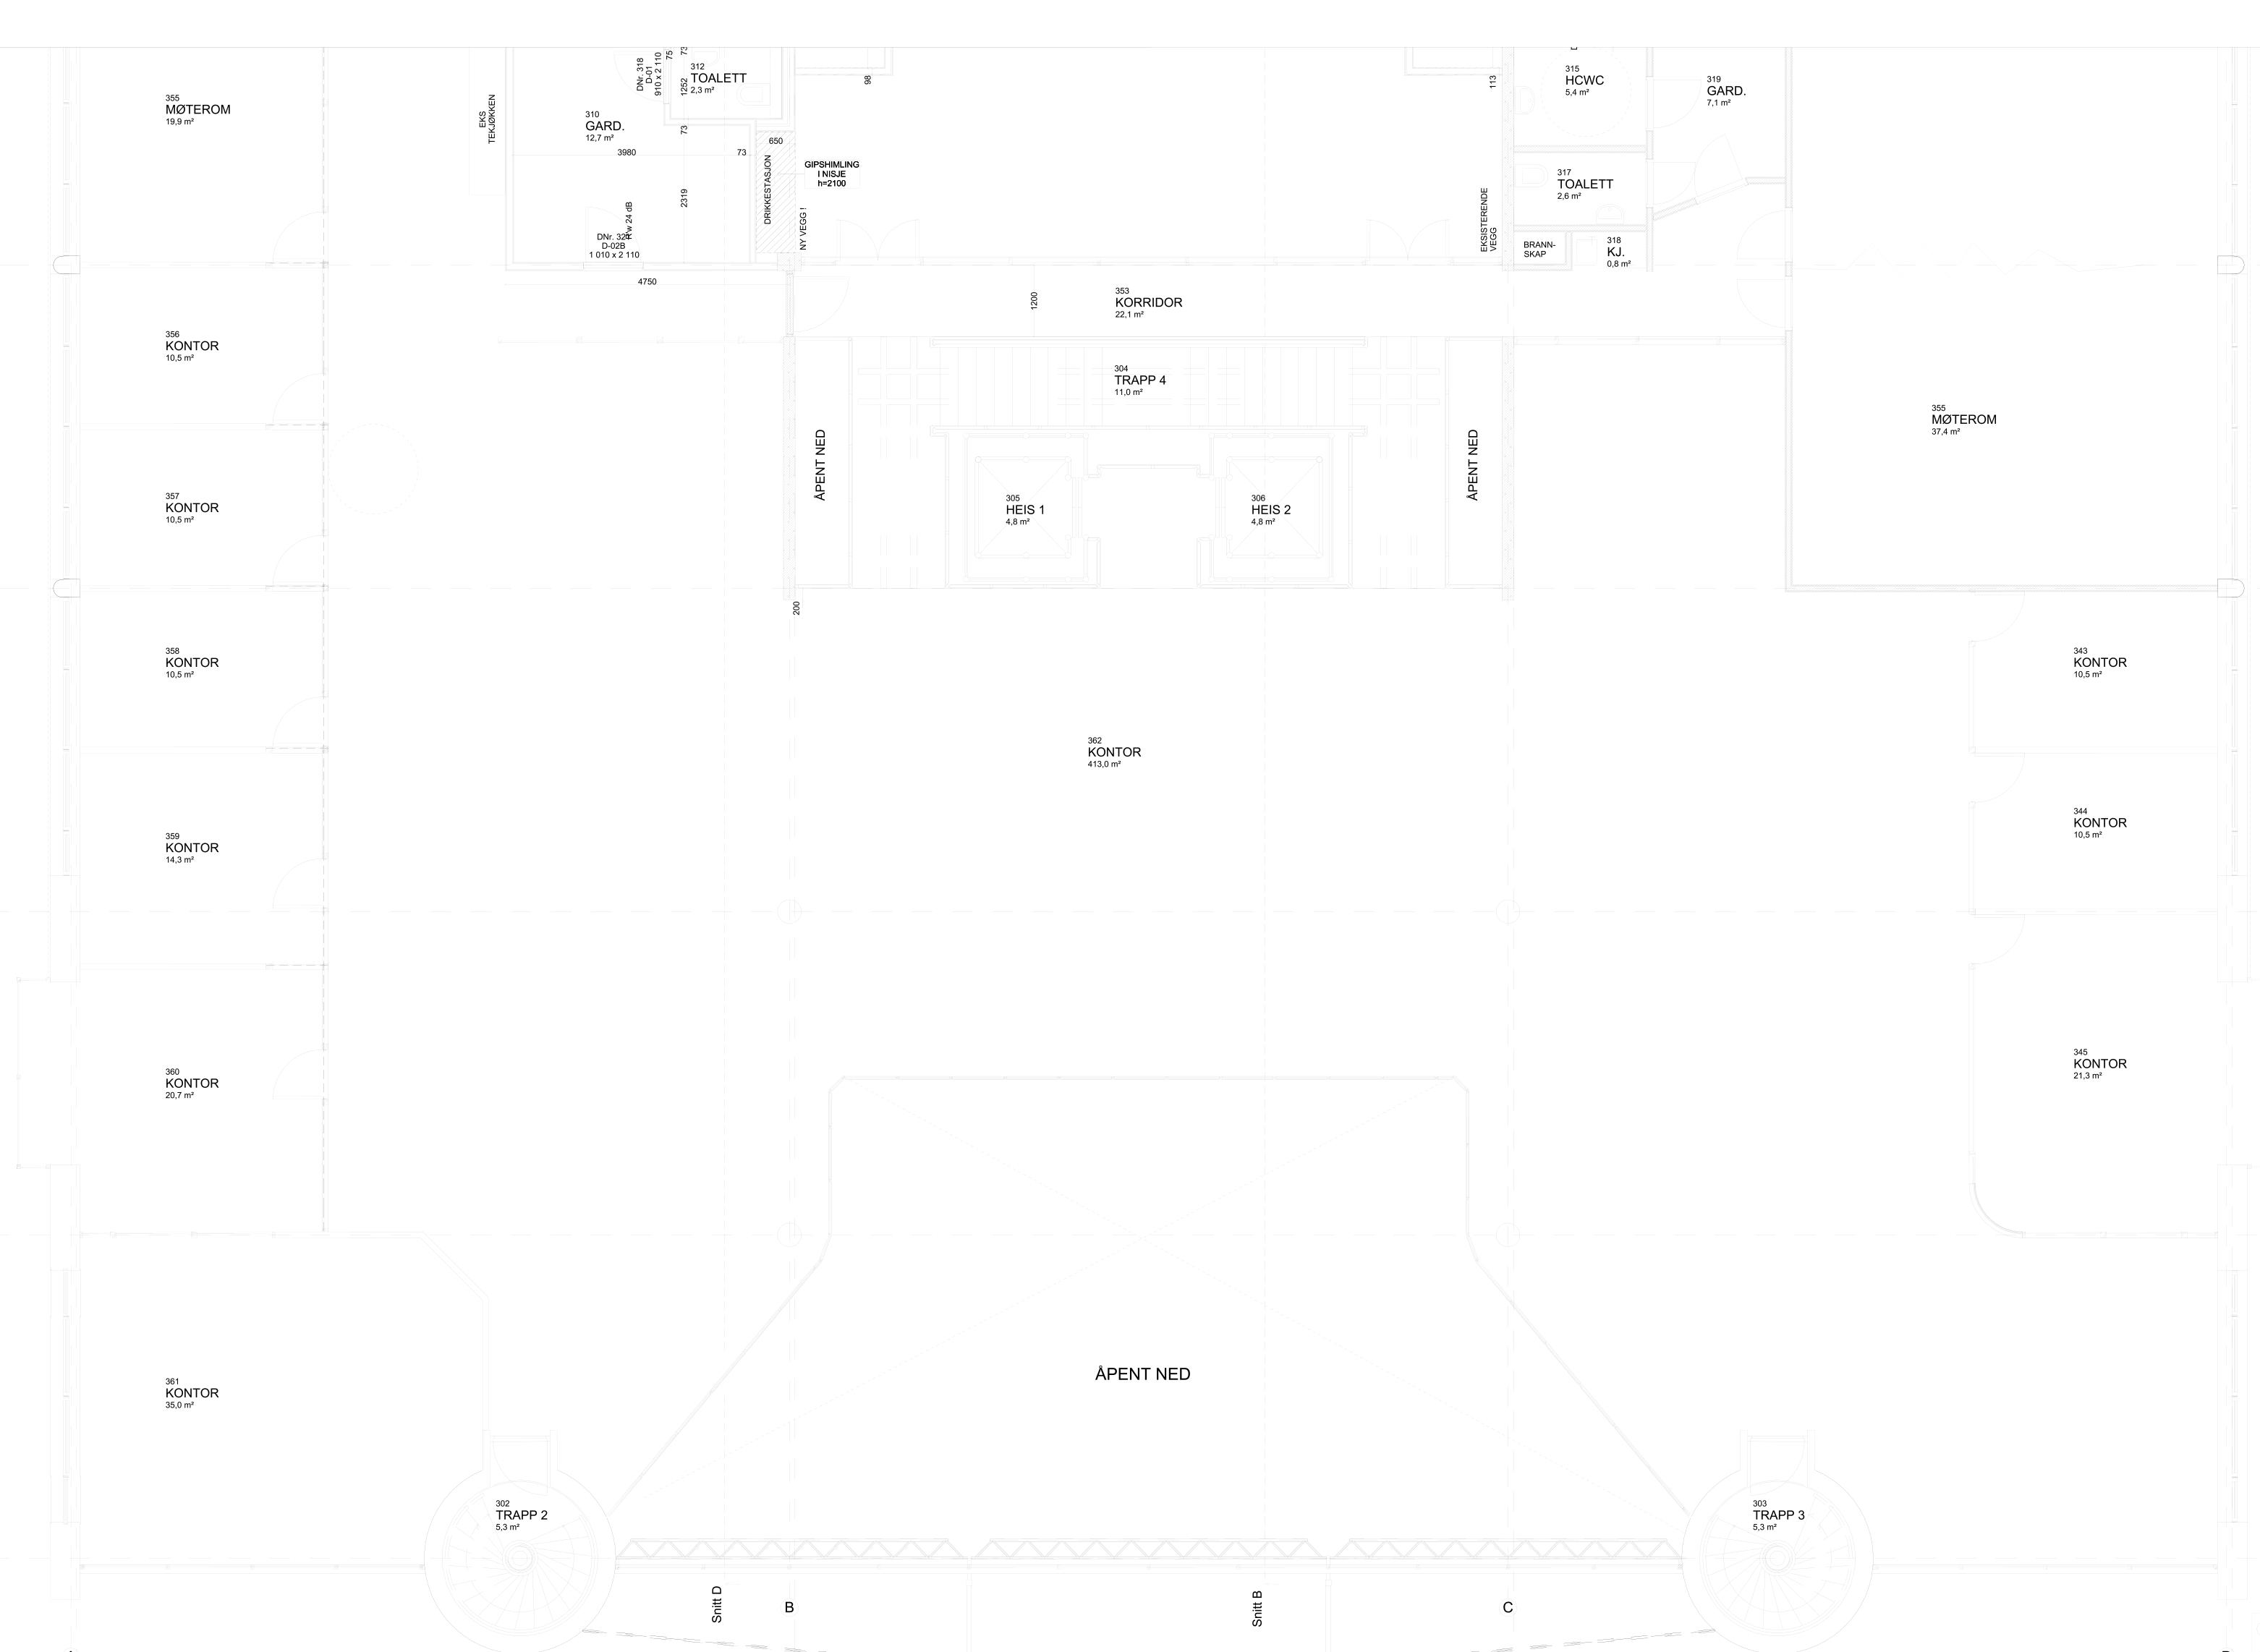 355
MØTEROM
19,9 m²
EKS
TEKJØKKEN
310
GARD.
12,7 m²
DNr. 318
D-01
910 x 2 110
75
73
1252
73
312
TOALETT
2,3 m²
3980
73
650
2319
DRIKKESTASJON
GIPSHIMLING
I NISJE
h=2100
NY VEGG !
R'w 24 dB
DNr. 321
D-02B
1 010 x 2 110
4750
98
113
315
HCWC
5,4 m²
319
GARD.
7,1 m²
317
TOALETT
2,6 m²
EKSISTERENDE
VEGG
BRANN-
SKAP
318
KJ.
0,8 m²
353
KORRIDOR
22,1 m²
1200
356
KONTOR
10,5 m²
304
TRAPP 4
11,0 m²
355
MØTEROM
37,4 m²
ÅPENT NED
ÅPENT NED
357
KONTOR
10,5 m²
305
HEIS 1
4,8 m²
306
HEIS 2
4,8 m²
200
358
KONTOR
10,5 m²
343
KONTOR
10,5 m²
362
KONTOR
413,0 m²
359
KONTOR
14,3 m²
344
KONTOR
10,5 m²
360
KONTOR
20,7 m²
345
KONTOR
21,3 m²
ÅPENT NED
361
KONTOR
35,0 m²
302
TRAPP 2
5,3 m²
303
TRAPP 3
5,3 m²
Snitt D
B
Snitt B
C